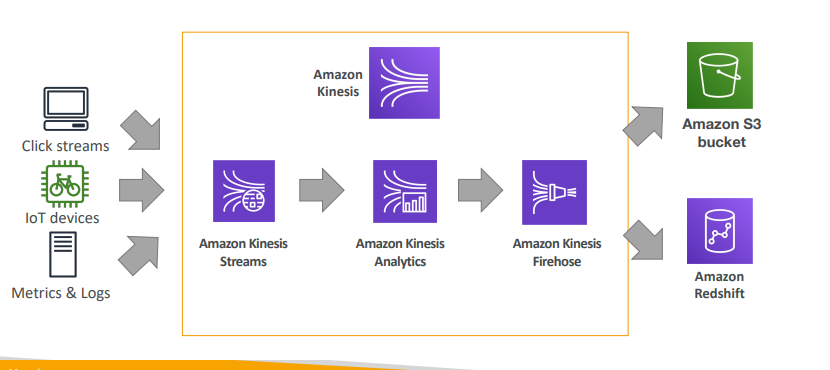 Amazon
Kinesis
Click streams
IoT devices
Metrics & Logs
Amazon Kinesis
Streams
Amazon Kinesis
Analytics
Amazon Kinesis
Firehose
Amazon S3
bucket
Amazon
Redshift